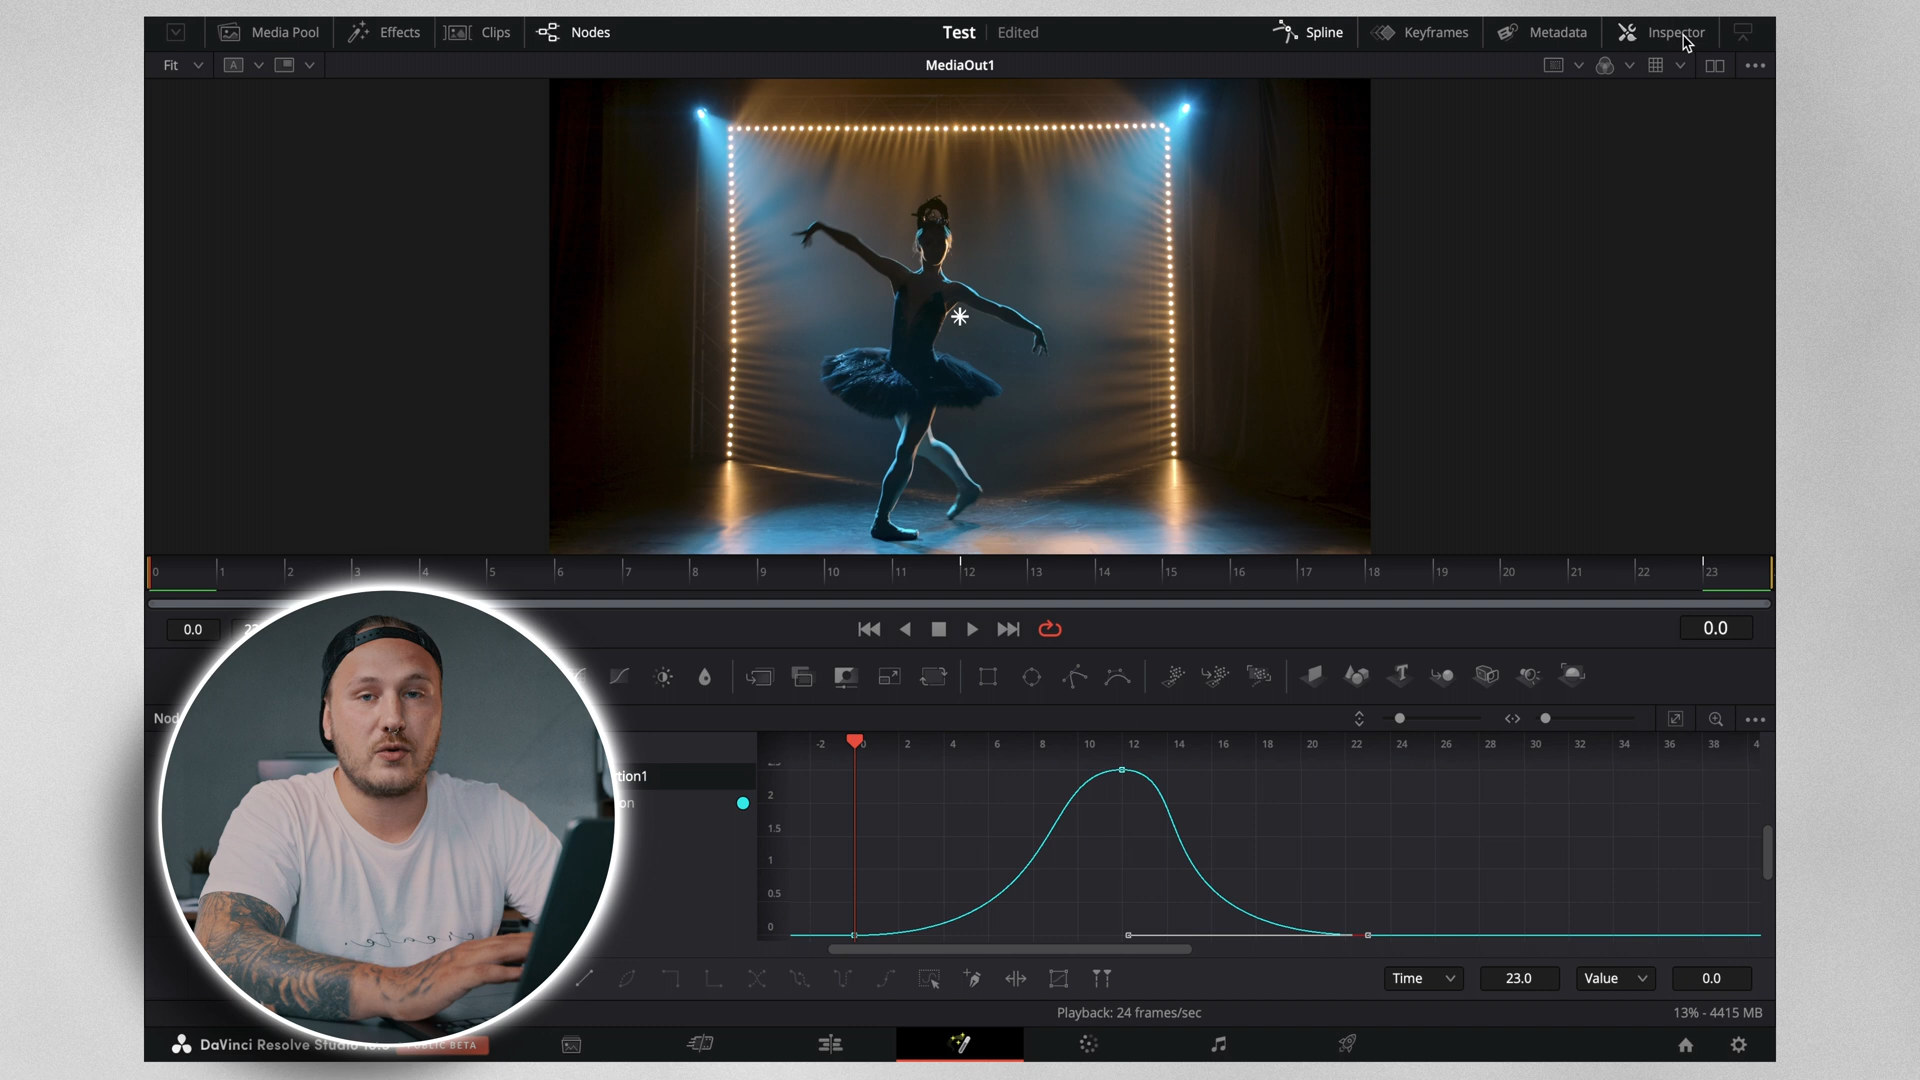 Media Pool Effects Clips Nodes Test Edited Spline Keyframes Metadata Inspector
Fit A MediaOut1
0 1 2 3 4 5 6 7 8 9 10 11 12 13 14 15 16 17 18 19 20 21 22 23
0.0 0.0
T
-2 0 2 4 6 8 10 12 14 16 18 20 22 24 26 28 30 32 34 36 38 4
tion1
on
2
1.5
1
0.5
0
create.
Time 23.0 Value 0.0
Playback: 24 frames/sec 13% - 4415 MB
DaVinci Resolve Studio PUBLIC BETA